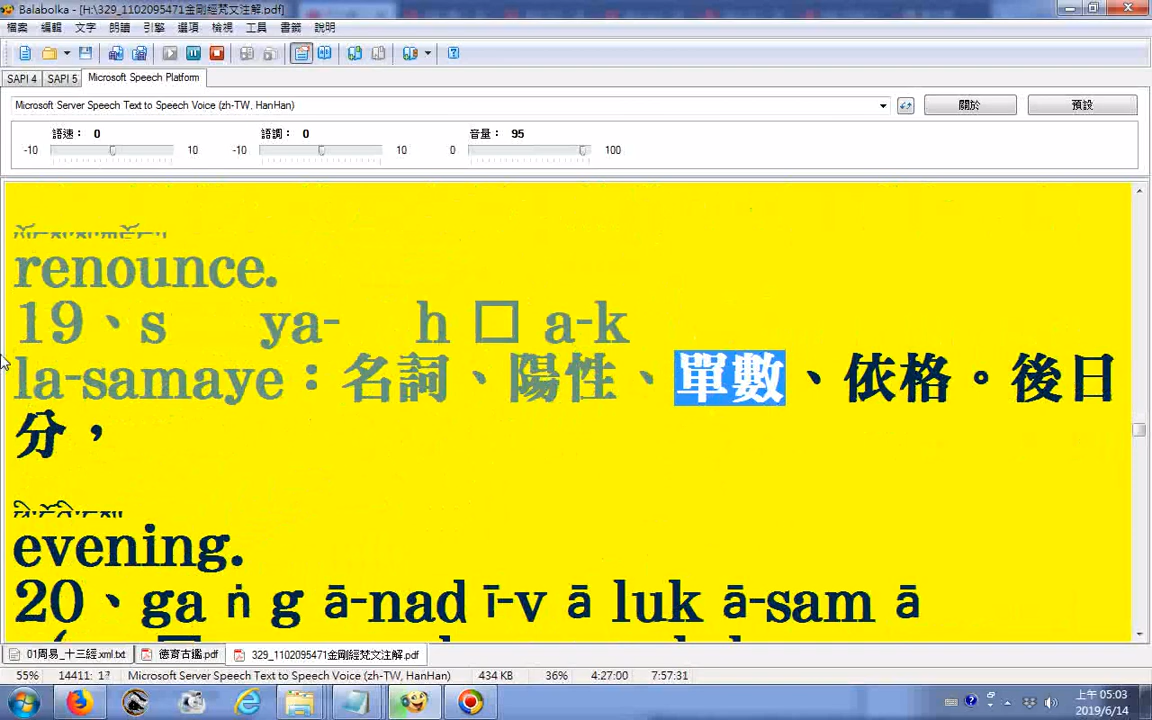 Balabolka - [H:\329_1102095471金剛經梵文注解.pdf]
檔案 編輯 文字 朗讀 引擎 選項 檢視 工具 書籤 說明
SAPI 4 SAPI 5 Microsoft Speech Platform
Microsoft Server Speech Text to Speech Voice (zh-TW, HanHan)
關於 預設
語速： 0 語調： 0 音量： 95
-10 10 -10 10 0 100
renounce.
19、s ya- h □ a-k
la-samaye：名詞、陽性、單數、依格。後日
分，
evening.
20、ga ṅ g ā-nad ī-v ā luk ā-sam ā
01周易_十三經.xml.txt 德育古鑑.pdf 329_1102095471金剛經梵文注解.pdf
55% 14411: 1? Microsoft Server Speech Text to Speech Voice (zh-TW, HanHan) 434 KB 36% 4:27:00 7:57:31
上午 05:03
2019/6/14